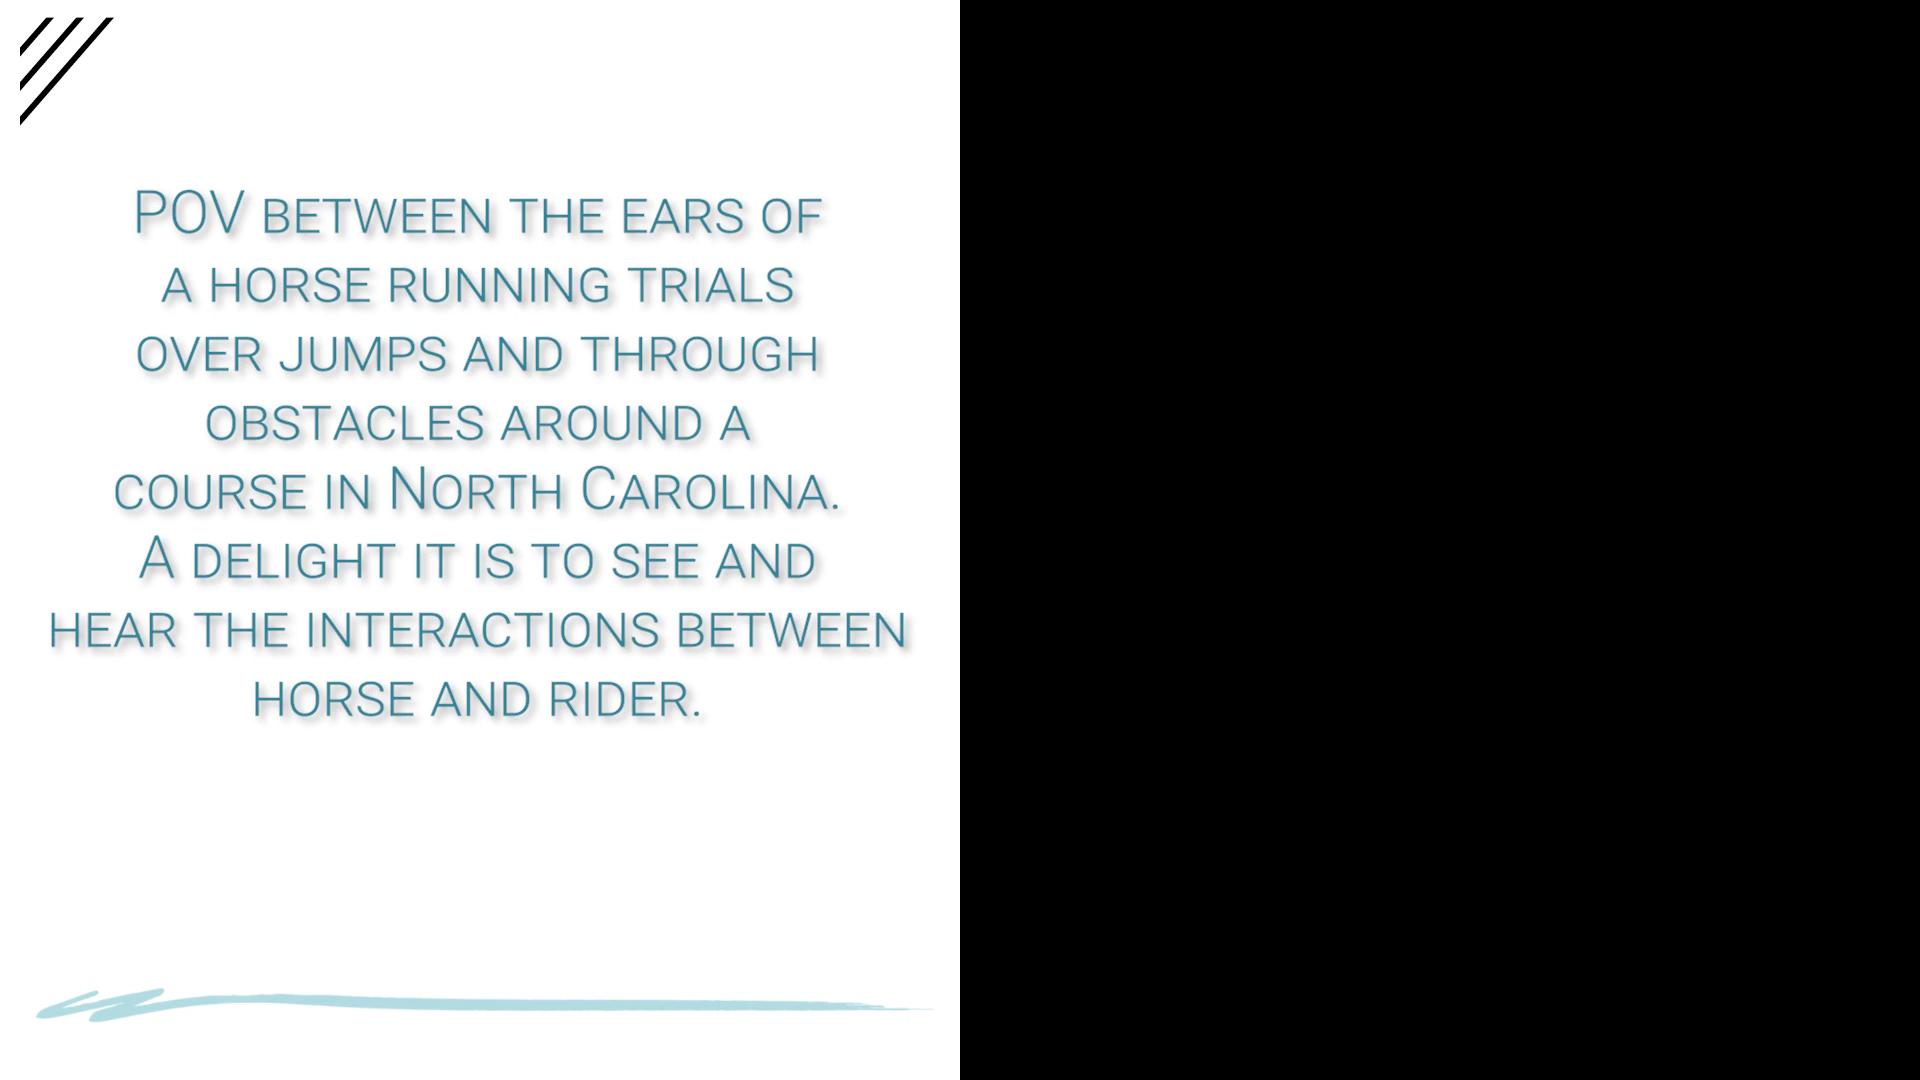 POV between the ears of
a horse running trials
over jumps and through
obstacles around a
course in North Carolina.
A delight it is to see and
hear the interactions between
horse and rider.